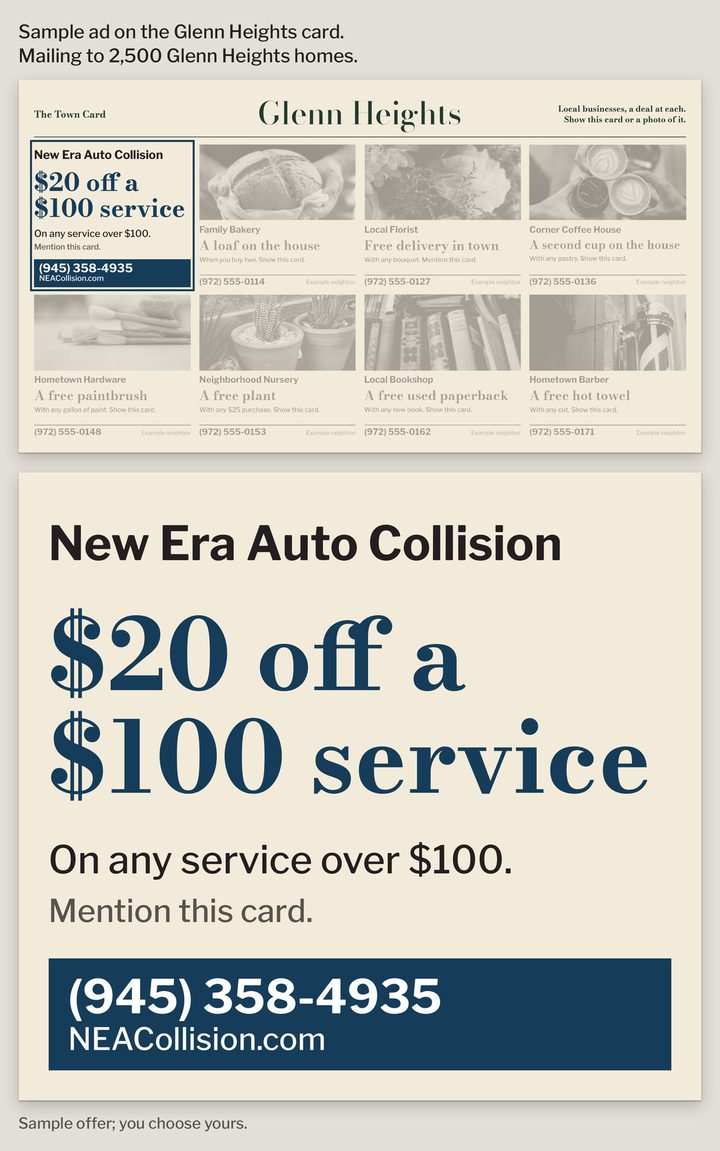 Sample ad on the Glenn Heights card.
Mailing to 2,500 Glenn Heights homes.
The Town Card
Glenn Heights
Local businesses, a deal at each.
Show this card or a photo of it.
New Era Auto Collision
$20 off a
$100 service
On any service over $100.
Mention this card.
(945) 358-4935
NEACollision.com
Family Bakery
A loaf on the house
When you buy two. Show this card.
(972) 555-0114
Example neighbor
Local Florist
Free delivery in town
With any bouquet. Mention this card.
(972) 555-0127
Example neighbor
Corner Coffee House
A second cup on the house
With any pastry. Show this card.
(972) 555-0136
Example neighbor
Hometown Hardware
A free paintbrush
With any gallon of paint. Show this card.
(972) 555-0148
Example neighbor
Neighborhood Nursery
A free plant
With any $25 purchase. Show this card.
(972) 555-0153
Example neighbor
Local Bookshop
A free used paperback
With any new book. Show this card.
(972) 555-0162
Example neighbor
Hometown Barber
A free hot towel
With any cut. Show this card.
(972) 555-0171
Example neighbor
New Era Auto Collision
$20 off a
$100 service
On any service over $100.
Mention this card.
(945) 358-4935
NEACollision.com
Sample offer; you choose yours.